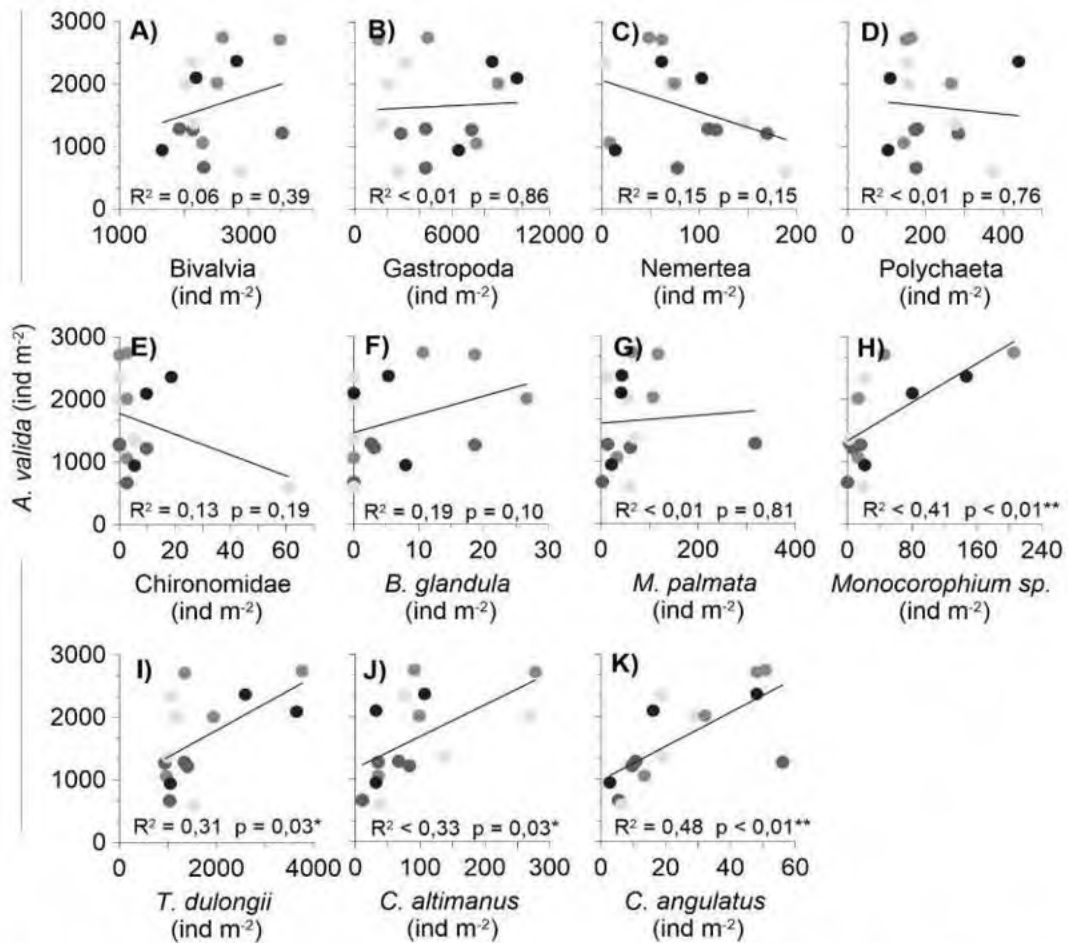 A) B) C) D)
3000
2000
1000
0
R² = 0,06 p = 0,39 R² < 0,01 p = 0,86 R² = 0,15 p = 0,15 R² < 0,01 p = 0,76
1000 3000 0 6000 12000 0 100 200 0 200 400
Bivalvia Gastropoda Nemertea Polychaeta
(ind m⁻²) (ind m⁻²) (ind m⁻²) (ind m⁻²)
A. valida (ind m⁻²)
E) F) G) H)
3000
2000
1000
0
R² = 0,13 p = 0,19 R² = 0,19 p = 0,10 R² < 0,01 p = 0,81 R² < 0,41 p < 0,01**
0 20 40 60 0 10 20 30 0 200 400 0 80 160 240
Chironomidae B. glandula M. palmata Monocorophium sp.
(ind m⁻²) (ind m⁻²) (ind m⁻²) (ind m⁻²)
I) J) K)
3000
2000
1000
0
R² = 0,31 p = 0,03* R² < 0,33 p = 0,03* R² = 0,48 p < 0,01**
0 2000 4000 0 100 200 300 0 20 40 60
T. dulongii C. altimanus C. angulatus
(ind m⁻²) (ind m⁻²) (ind m⁻²)